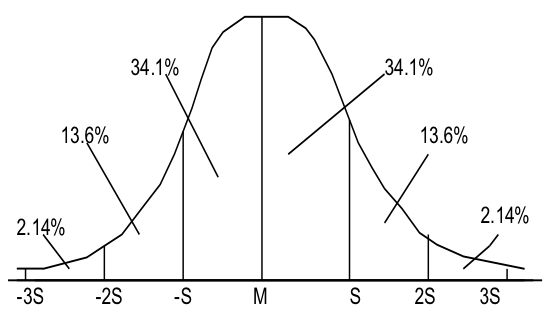 34.1% 34.1%
13.6% 13.6%
2.14% 2.14%
-3S -2S -S M S 2S 3S